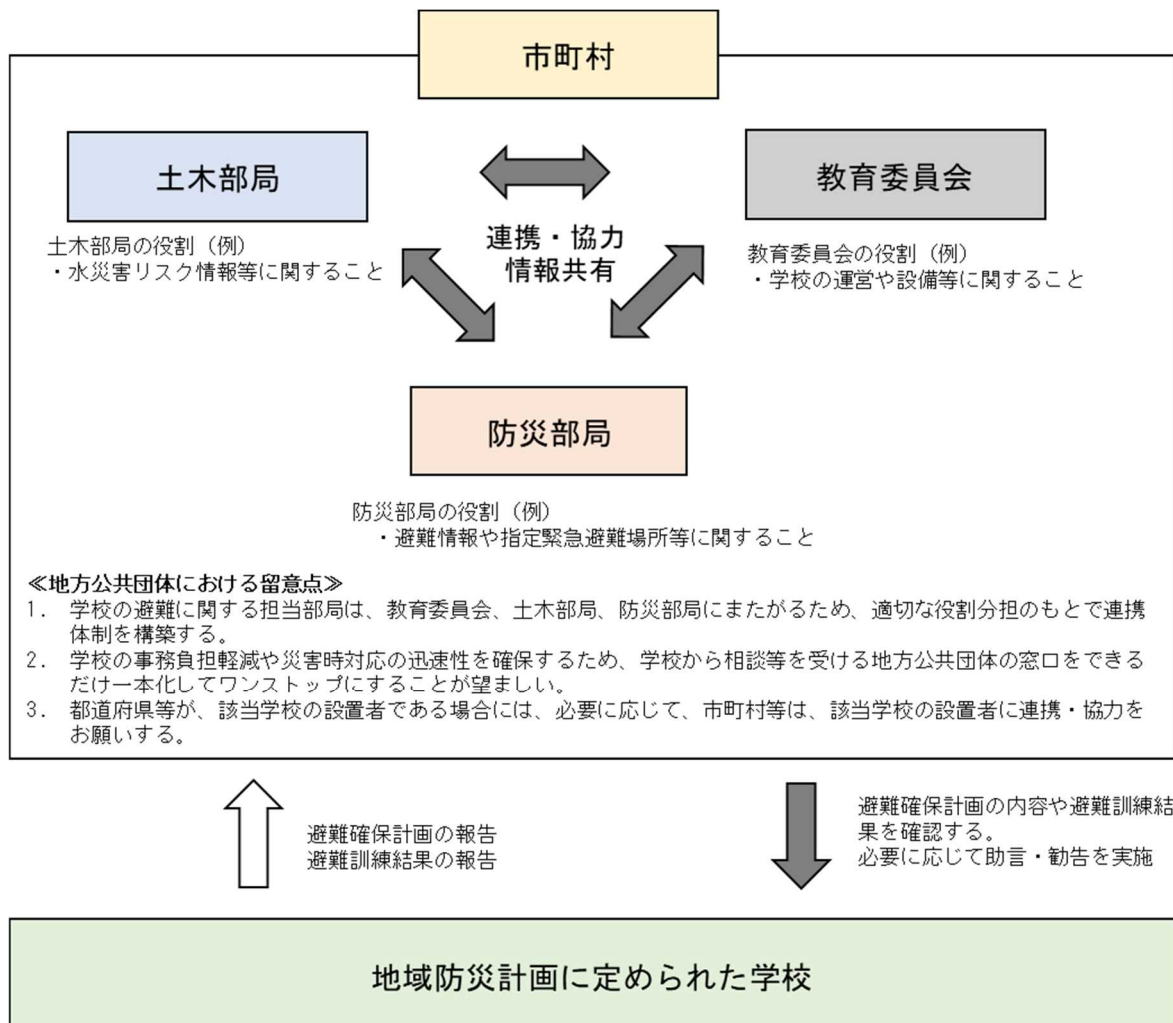 市町村
土木部局
教育委員会
土木部局の役割（例）
・水災害リスク情報等に関すること
連携・協力
情報共有
教育委員会の役割（例）
・学校の運営や設備等に関すること
防災部局
防災部局の役割（例）
・避難情報や指定緊急避難場所等に関すること
≪地方公共団体における留意点≫
1. 学校の避難に関する担当部局は、教育委員会、土木部局、防災部局にまたがるため、適切な役割分担のもとで連携
体制を構築する。
2. 学校の事務負担軽減や災害時対応の迅速性を確保するため、学校から相談等を受ける地方公共団体の窓口をできる
だけ一本化してワンストップにすることが望ましい。
3. 都道府県等が、該当学校の設置者である場合には、必要に応じて、市町村等は、該当学校の設置者に連携・協力を
お願いする。
避難確保計画の報告
避難訓練結果の報告
避難確保計画の内容や避難訓練結
果を確認する。
必要に応じて助言・勧告を実施
地域防災計画に定められた学校